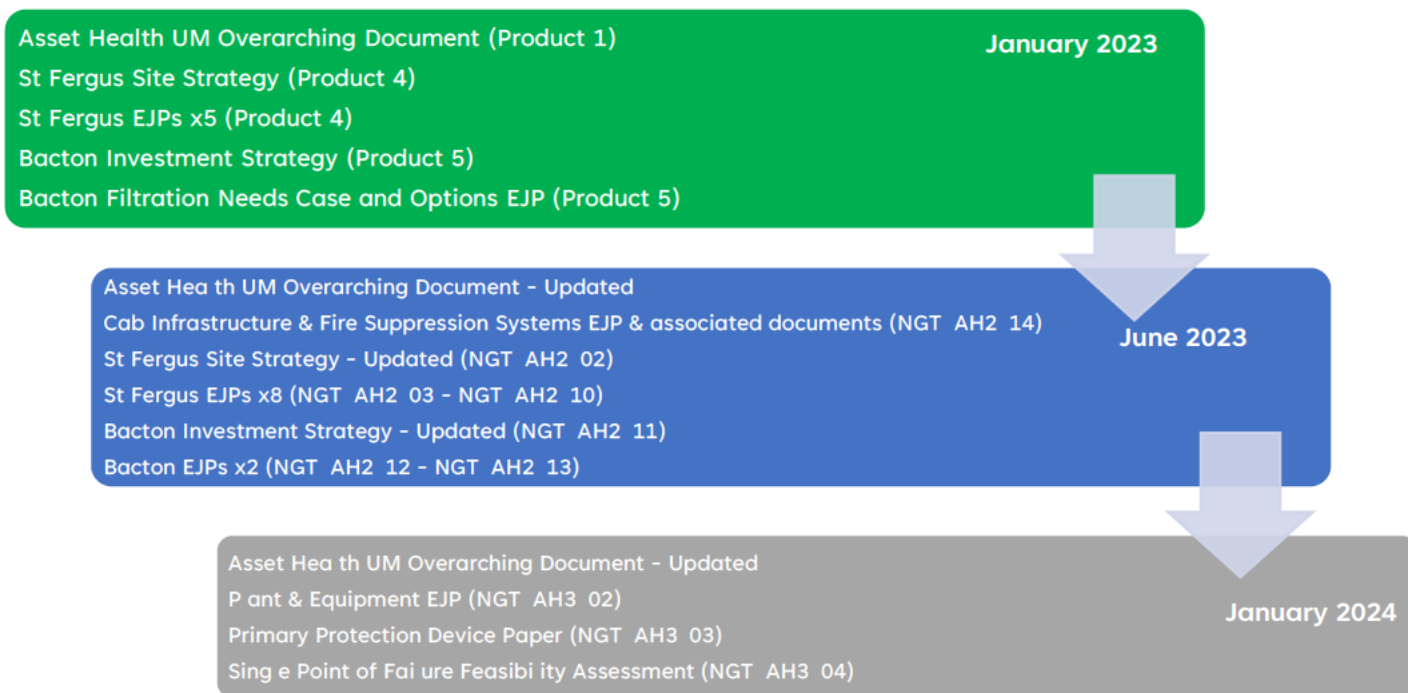 Asset Health UM Overarching Document (Product 1)
January 2023
St Fergus Site Strategy (Product 4)
St Fergus EJPs x5 (Product 4)
Bacton Investment Strategy (Product 5)
Bacton Filtration Needs Case and Options EJP (Product 5)
Asset Hea th UM Overarching Document - Updated
Cab Infrastructure & Fire Suppression Systems EJP & associated documents (NGT AH2 14)
June 2023
St Fergus Site Strategy - Updated (NGT AH2 02)
St Fergus EJPs x8 (NGT AH2 03 - NGT AH2 10)
Bacton Investment Strategy - Updated (NGT AH2 11)
Bacton EJPs x2 (NGT AH2 12 - NGT AH2 13)
Asset Hea th UM Overarching Document - Updated
P ant & Equipment EJP (NGT AH3 02)
January 2024
Primary Protection Device Paper (NGT AH3 03)
Sing e Point of Fai ure Feasibi ity Assessment (NGT AH3 04)